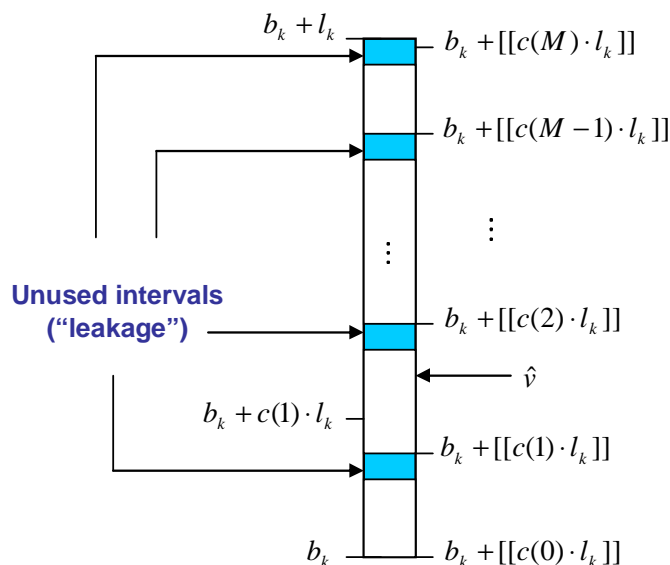 b_k + l_k
b_k + [[c(M) · l_k]]
b_k + [[c(M − 1) · l_k]]
⋮ ⋮
Unused intervals
(“leakage”)
b_k + [[c(2) · l_k]]
v̂
b_k + c(1) · l_k
b_k + [[c(1) · l_k]]
b_k
b_k + [[c(0) · l_k]]